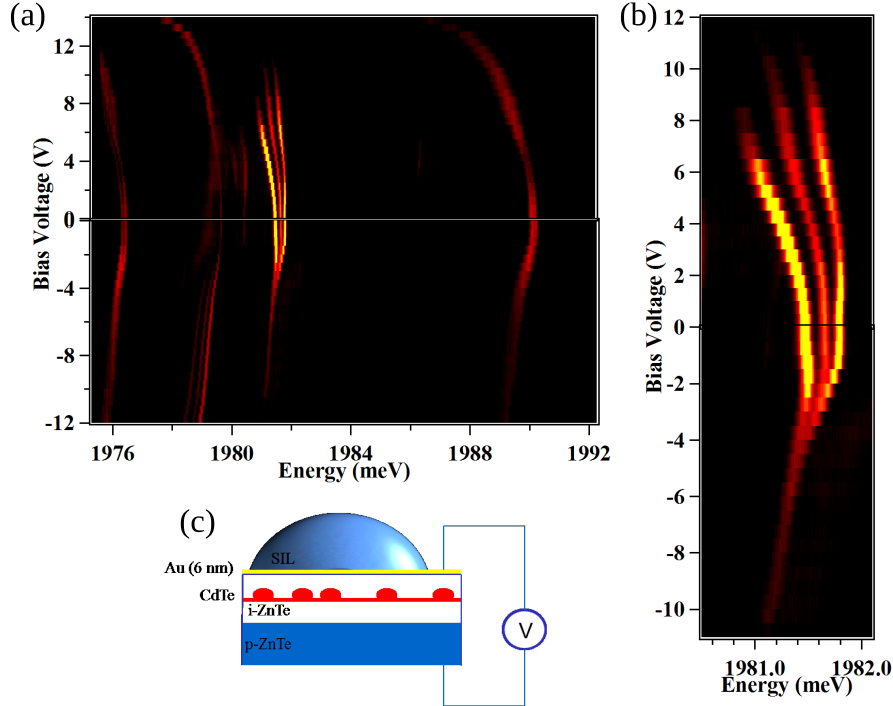 (a)
12
8
4
0
-4
-8
-12
Bias Voltage (V)
1976
1980
1984
1988
1992
Energy (meV)
(b)
12
10
8
6
4
2
0
-2
-4
-6
-8
-10
Bias Voltage (V)
1981.0
1982.0
Energy (meV)
(c)
SIL
Au (6 nm)
CdTe
i-ZnTe
p-ZnTe
V